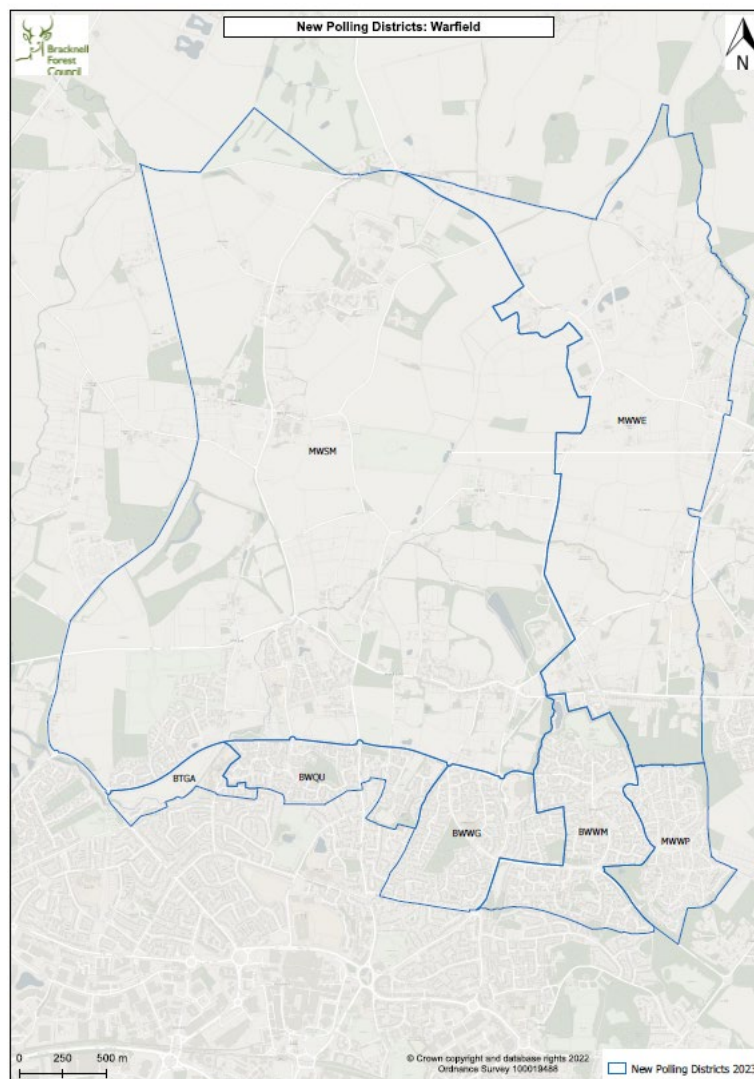 New Polling Districts: Warfield
Bracknell
Forest
Council
N
MWWE
MWSM
BTGA
BWQU
BWWG
BWWM
MWWP
0 250 500 m
© Crown copyright and database rights 2022
Ordnance Survey 100019488
New Polling Districts 2023